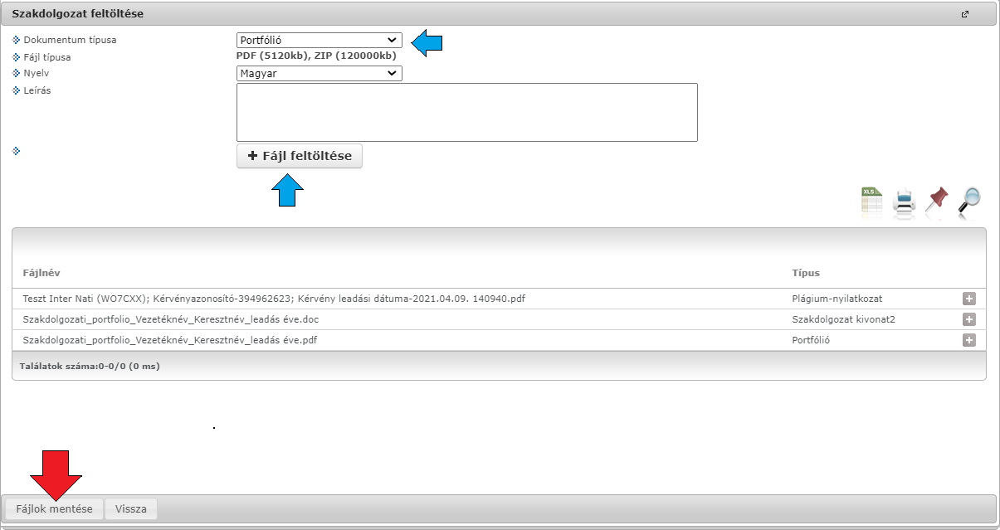 Szakdolgozat feltöltése
Dokumentum típusa Portfólió
Fájl típusa PDF (5120kb), ZIP (120000kb)
Nyelv Magyar
Leírás
+ Fájl feltöltése
XLS
Fájlnév Típus
Teszt Inter Nati (WO7CXX); Kérvényazonosító-394962623; Kérvény leadási dátuma-2021.04.09. 140940.pdf Plágium-nyilatkozat
Szakdolgozati_portfolio_Vezetéknév_Keresztnév_leadás éve.doc Szakdolgozat kivonat2
Szakdolgozati_portfolio_Vezetéknév_Keresztnév_leadás éve.pdf Portfólió
Találatok száma:0-0/0 (0 ms)
Fájlok mentése Vissza